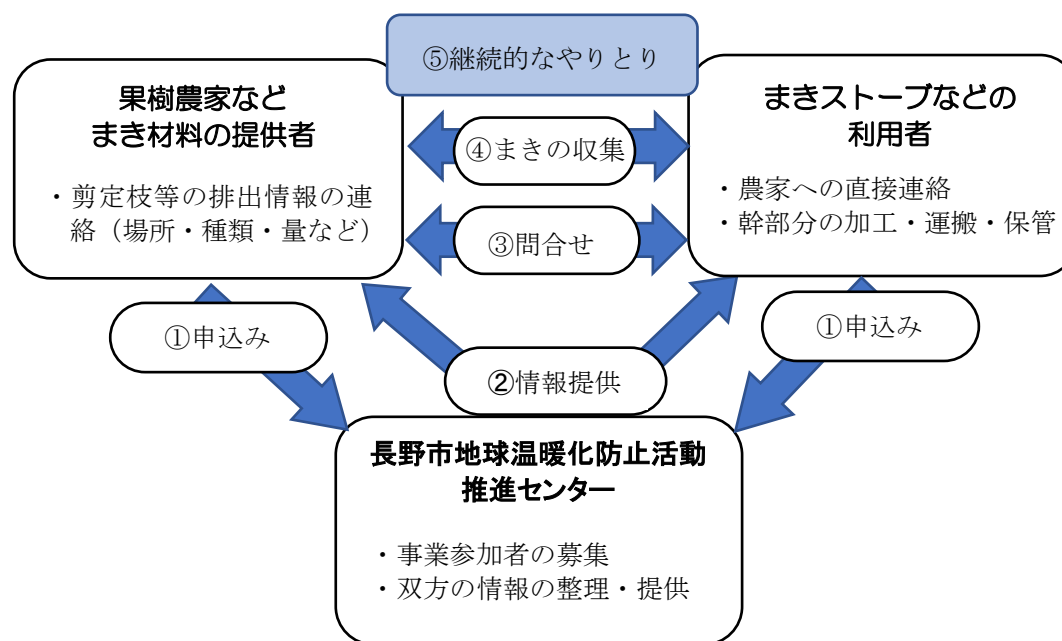 ⑤継続的なやりとり
果樹農家など
まき材料の提供者
・剪定枝等の排出情報の連
絡（場所・種類・量など）
④まきの収集
③問合せ
まきストーブなどの
利用者
・農家への直接連絡
・幹部分の加工・運搬・保管
①申込み
①申込み
②情報提供
長野市地球温暖化防止活動
推進センター
・事業参加者の募集
・双方の情報の整理・提供